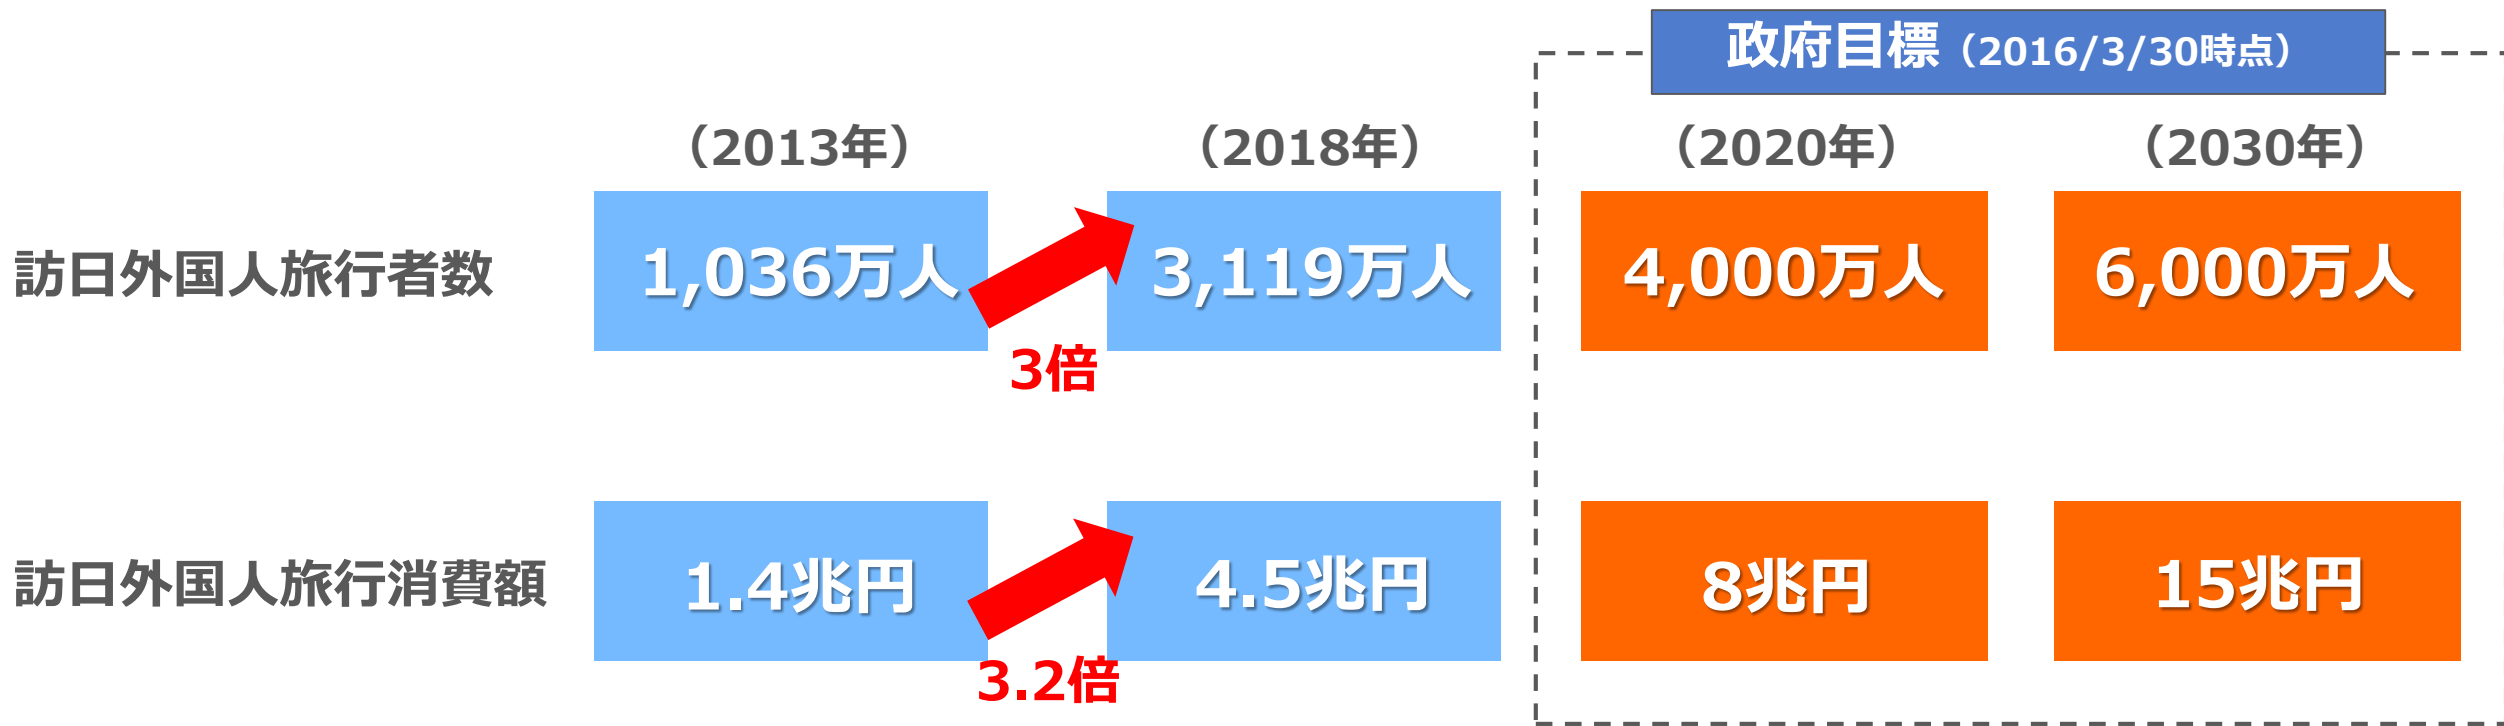 政府目標（2016/3/30時点）
（2013年）
（2018年）
（2020年）
（2030年）
訪日外国人旅行者数
1,036万人
3,119万人
4,000万人
6,000万人
3倍
訪日外国人旅行消費額
1.4兆円
4.5兆円
8兆円
15兆円
3.2倍